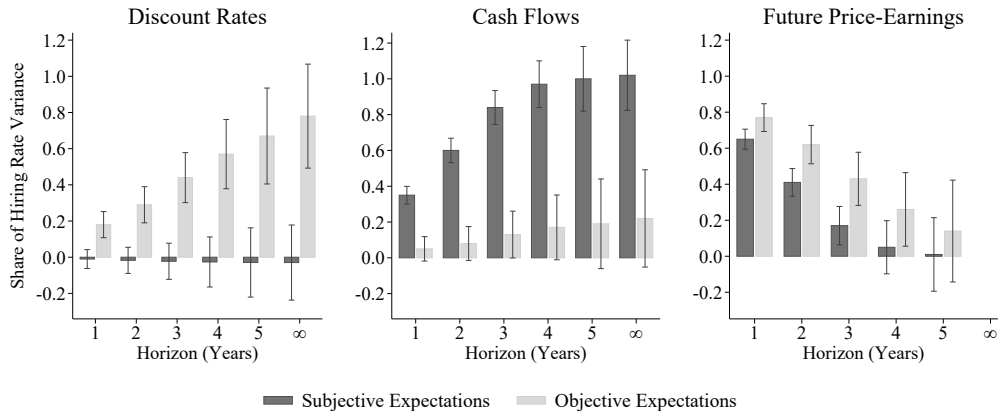 Discount Rates
Cash Flows
Future Price-Earnings
Share of Hiring Rate Variance
1.2
1.0
0.8
0.6
0.4
0.2
0.0
-0.2
1 2 3 4 5 ∞
Horizon (Years)
1.2
1.0
0.8
0.6
0.4
0.2
0.0
-0.2
1 2 3 4 5 ∞
Horizon (Years)
1.2
1.0
0.8
0.6
0.4
0.2
0.0
-0.2
1 2 3 4 5 ∞
Horizon (Years)
Subjective Expectations
Objective Expectations